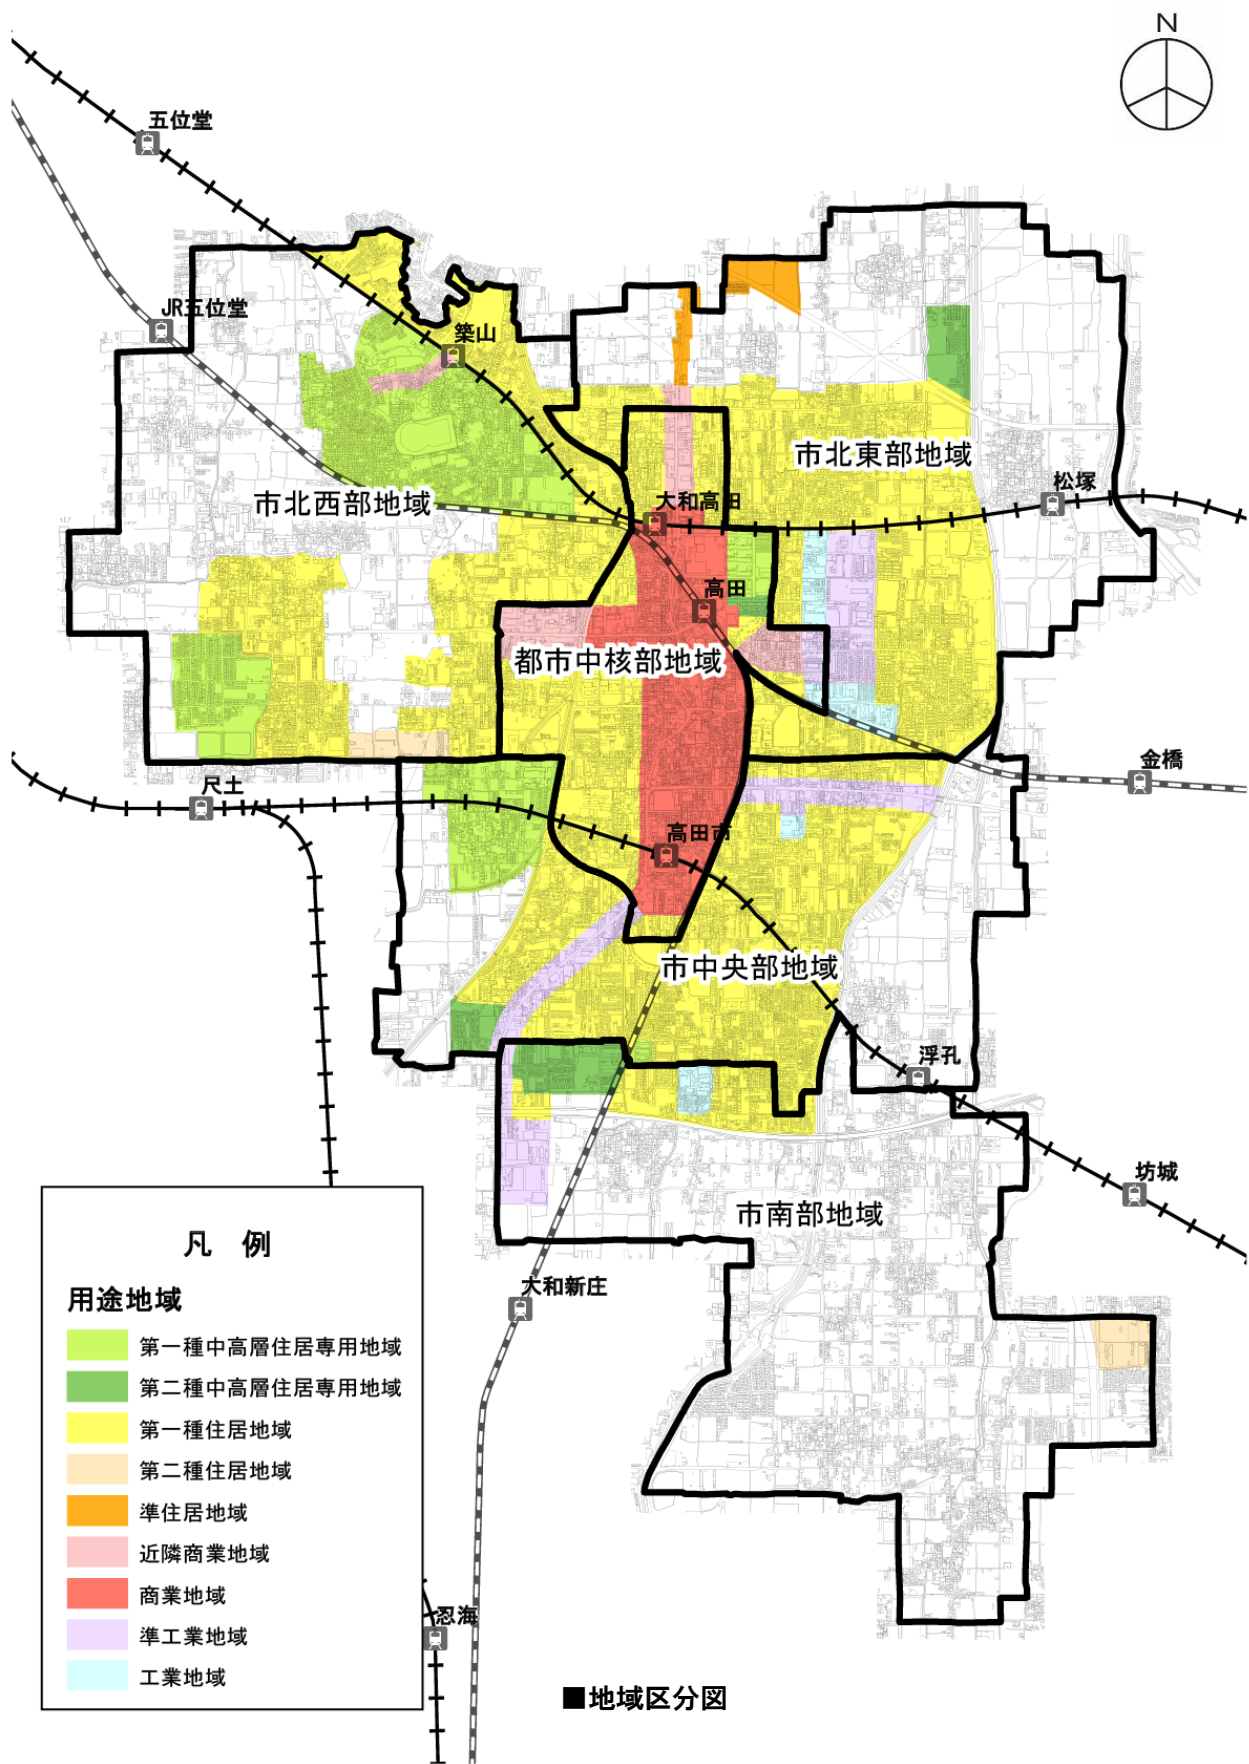 N
五位堂
JR五位堂
築山
市北東部地域
松塚
市北西部地域
大和高田
高田
都市中核部地域
金橋
尺土
高田市
市中央部地域
浮孔
坊城
市南部地域
大和新庄
忍海
凡 例
用途地域
第一種中高層住居専用地域
第二種中高層住居専用地域
第一種住居地域
第二種住居地域
準住居地域
近隣商業地域
商業地域
準工業地域
工業地域
■地域区分図